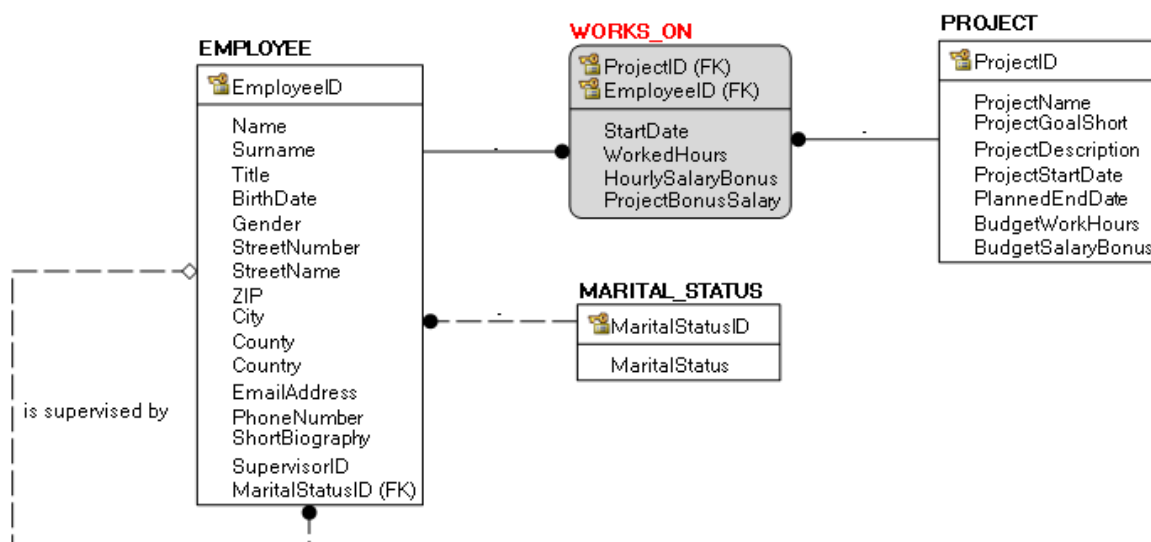 EMPLOYEE
EmployeeID
Name
Surname
Title
BirthDate
Gender
StreetNumber
StreetName
ZIP
City
County
Country
EmailAddress
PhoneNumber
ShortBiography
SupervisorID
MaritalStatusID (FK)
is supervised by
WORKS_ON
ProjectID (FK)
EmployeeID (FK)
StartDate
WorkedHours
HourlySalaryBonus
ProjectBonusSalary
MARITAL_STATUS
MaritalStatusID
MaritalStatus
PROJECT
ProjectID
ProjectName
ProjectGoalShort
ProjectDescription
ProjectStartDate
PlannedEndDate
BudgetWorkHours
BudgetSalaryBonus